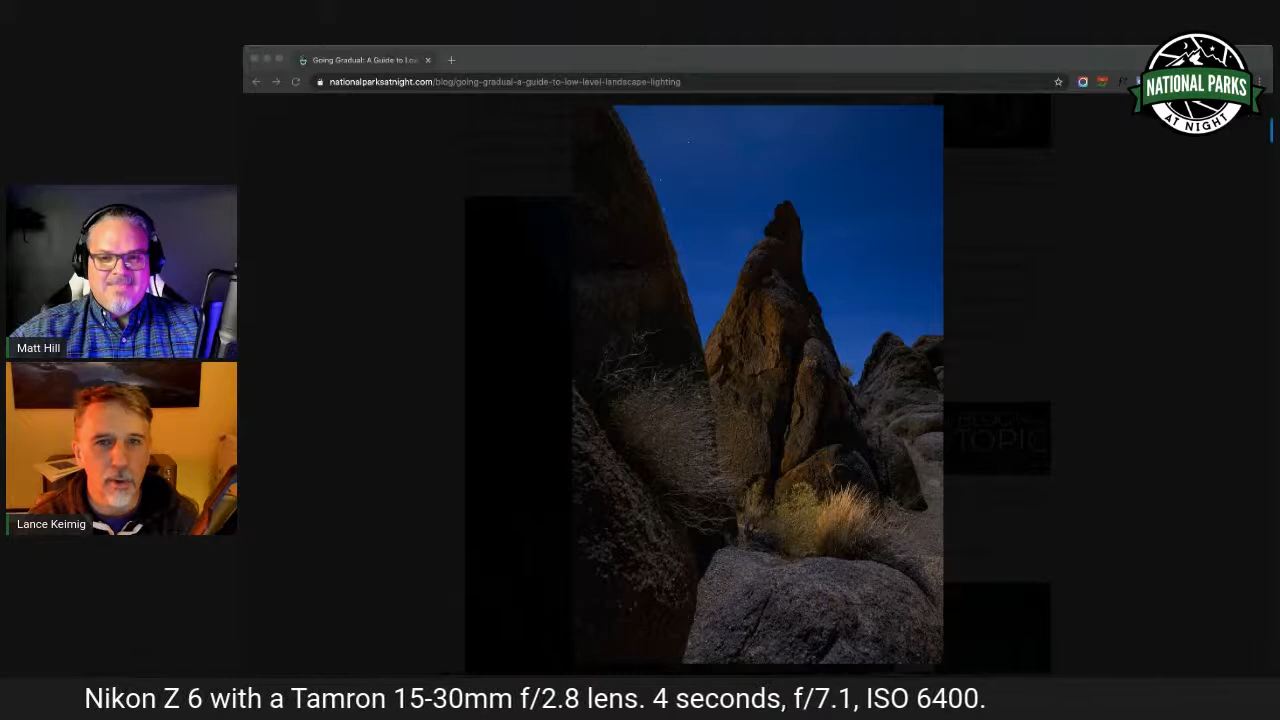 Going Gradual: A Guide to Lov
nationalparksatnight.com/blog/going-gradual-a-guide-to-low-level-landscape-lighting
NATIONAL PARKS
AT NIGHT
Matt Hill
TOPIC
Lance Keimig
Nikon Z 6 with a Tamron 15-30mm f/2.8 lens. 4 seconds, f/7.1, ISO 6400.